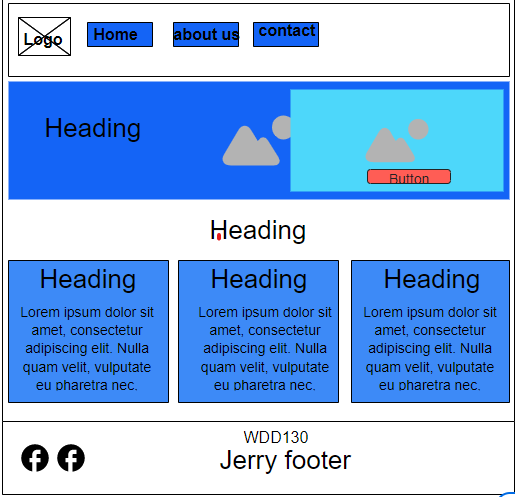 Logo
Home
about us
contact
Heading
Button
Heading
Heading
Lorem ipsum dolor sit
amet, consectetur
adipiscing elit. Nulla
quam velit, vulputate
eu pharetra nec.
Heading
Lorem ipsum dolor sit
amet, consectetur
adipiscing elit. Nulla
quam velit, vulputate
eu pharetra nec.
Heading
Lorem ipsum dolor sit
amet, consectetur
adipiscing elit. Nulla
quam velit, vulputate
eu pharetra nec.
WDD130
Jerry footer